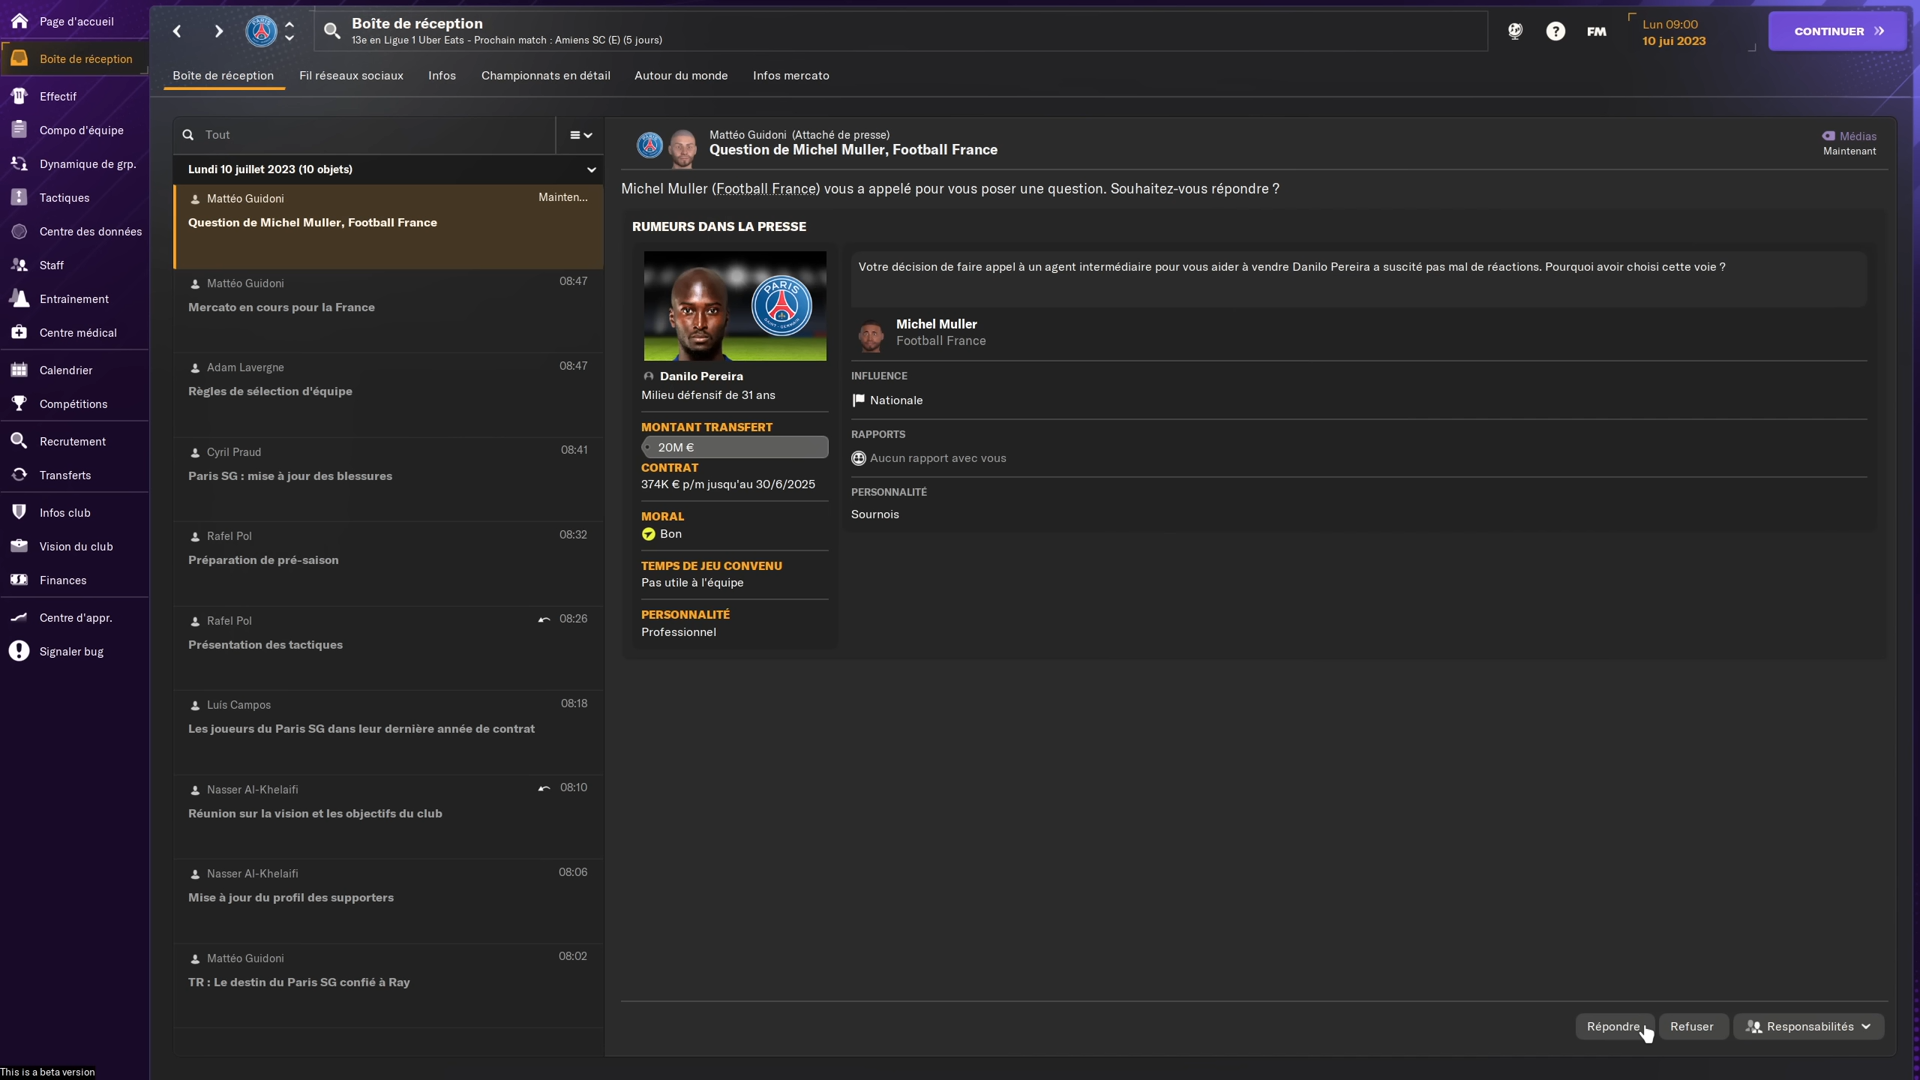 Page d'accueil
Boîte de réception
Effectif
Compo d'équipe
Dynamique de grp.
Tactiques
Centre des données
Staff
Entraînement
Centre médical
Calendrier
Compétitions
Recrutement
Transferts
Infos club
Vision du club
Finances
Centre d'appr.
Signaler bug
This is a beta version
Boîte de réception
13e en Ligue 1 Uber Eats - Prochain match : Amiens SC (E) (5 jours)
FM
Lun 09:00
10 jui 2023
CONTINUER
Boîte de réception Fil réseaux sociaux Infos Championnats en détail Autour du monde Infos mercato
Tout
Lundi 10 juillet 2023 (10 objets)
Mattéo Guidoni Mainten...
Question de Michel Muller, Football France
Mattéo Guidoni 08:47
Mercato en cours pour la France
Adam Lavergne 08:47
Règles de sélection d'équipe
Cyril Praud 08:41
Paris SG : mise à jour des blessures
Rafel Pol 08:32
Préparation de pré-saison
Rafel Pol 08:26
Présentation des tactiques
Luís Campos 08:18
Les joueurs du Paris SG dans leur dernière année de contrat
Nasser Al-Khelaifi 08:10
Réunion sur la vision et les objectifs du club
Nasser Al-Khelaifi 08:06
Mise à jour du profil des supporters
Mattéo Guidoni 08:02
TR : Le destin du Paris SG confié à Ray
Mattéo Guidoni (Attaché de presse)
Question de Michel Muller, Football France
Médias
Maintenant
Michel Muller (Football France) vous a appelé pour vous poser une question. Souhaitez-vous répondre ?
RUMEURS DANS LA PRESSE
PARIS
Danilo Pereira
Milieu défensif de 31 ans
MONTANT TRANSFERT
20M €
CONTRAT
374K € p/m jusqu'au 30/6/2025
MORAL
Bon
TEMPS DE JEU CONVENU
Pas utile à l'équipe
PERSONNALITÉ
Professionnel
Votre décision de faire appel à un agent intermédiaire pour vous aider à vendre Danilo Pereira a suscité pas mal de réactions. Pourquoi avoir choisi cette voie ?
Michel Muller
Football France
INFLUENCE
Nationale
RAPPORTS
Aucun rapport avec vous
PERSONNALITÉ
Sournois
Répondre Refuser Responsabilités